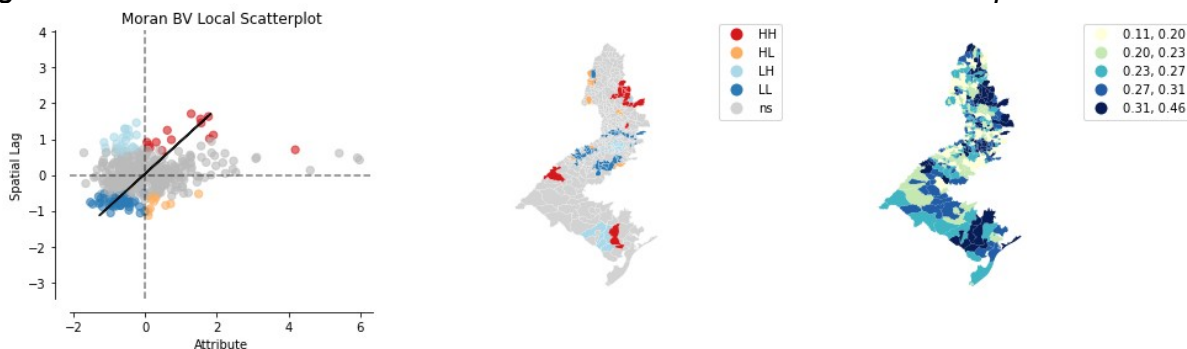 Moran BV Local Scatterplot
4
3
2
1
0
−1
−2
−3
Spatial Lag
−2 0 2 4 6
Attribute
HH
HL
LH
LL
ns
0.11, 0.20
0.20, 0.23
0.23, 0.27
0.27, 0.31
0.31, 0.46